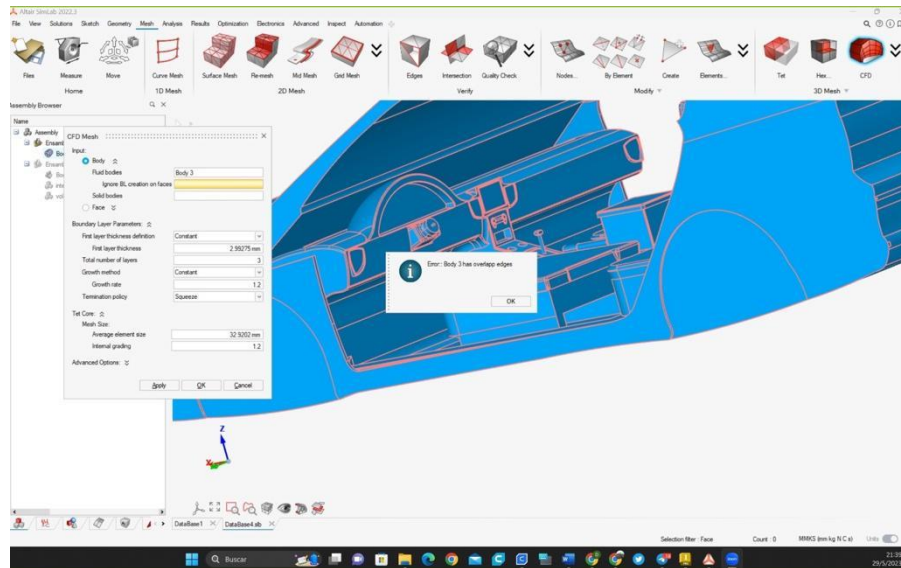 Altair SimLab 2022.3
File View Solutions Sketch Geometry Mesh Analyse Results Optimization Electronics Advanced Inspect Automation
Files Measure Move Curve Mesh Surface Mesh Re-mesh Mid Mesh Grid Mesh Edges Intersection Quality Check Nodes... By Element Create Elements... Tet Hex... CFD
Home 1D Mesh 2D Mesh Verify Modify 3D Mesh
Assembly Browser
Name
Assembly
CFD Mesh
Input:
Body
Fluid bodies Body 3
Ignore BL creation on faces
Solid bodies
Face
Boundary Layer Parameters:
First layer thickness definition Constant
First layer thickness 2.99275 mm
Total number of layers 3
Growth method Constant
Growth rate 1.2
Termination policy Squeeze
Tet Core:
Mesh Size:
Average element size 32.9202 mm
Internal grading 1.2
Advanced Options:
Apply OK Cancel
Error:: Body 3 has overlapp edges
OK
Z
X
DataBase1 DataBase4.slb
Selection filter : Face Count : 0 MMKS (mm kg N C s) Units
Buscar
21:39
29/5/2023